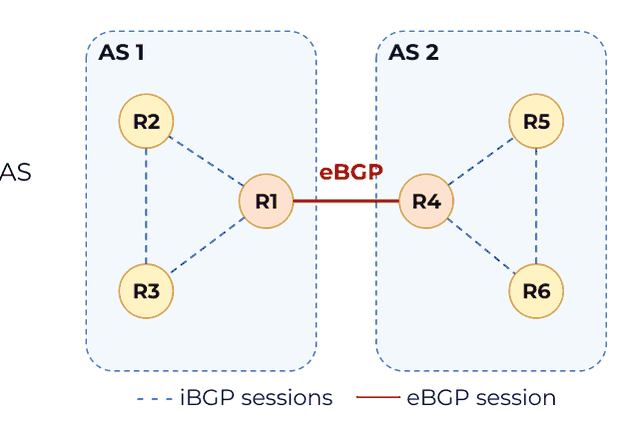 AS 1
AS 2
R2
R5
AS
eBGP
R1
R4
R3
R6
iBGP sessions
eBGP session